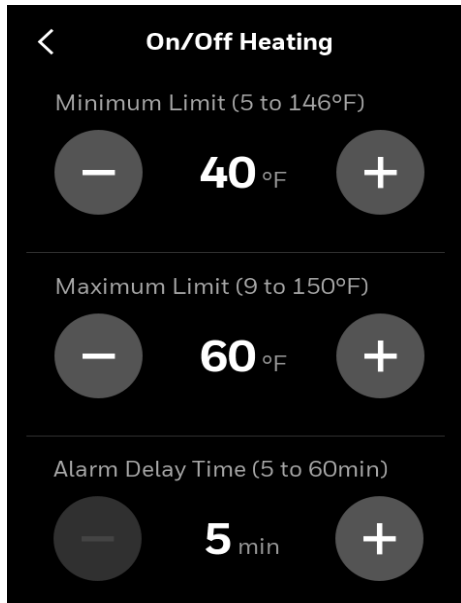 On/Off Heating
Minimum Limit (5 to 146°F)
40 °F
Maximum Limit (9 to 150°F)
60 °F
Alarm Delay Time (5 to 60min)
5 min